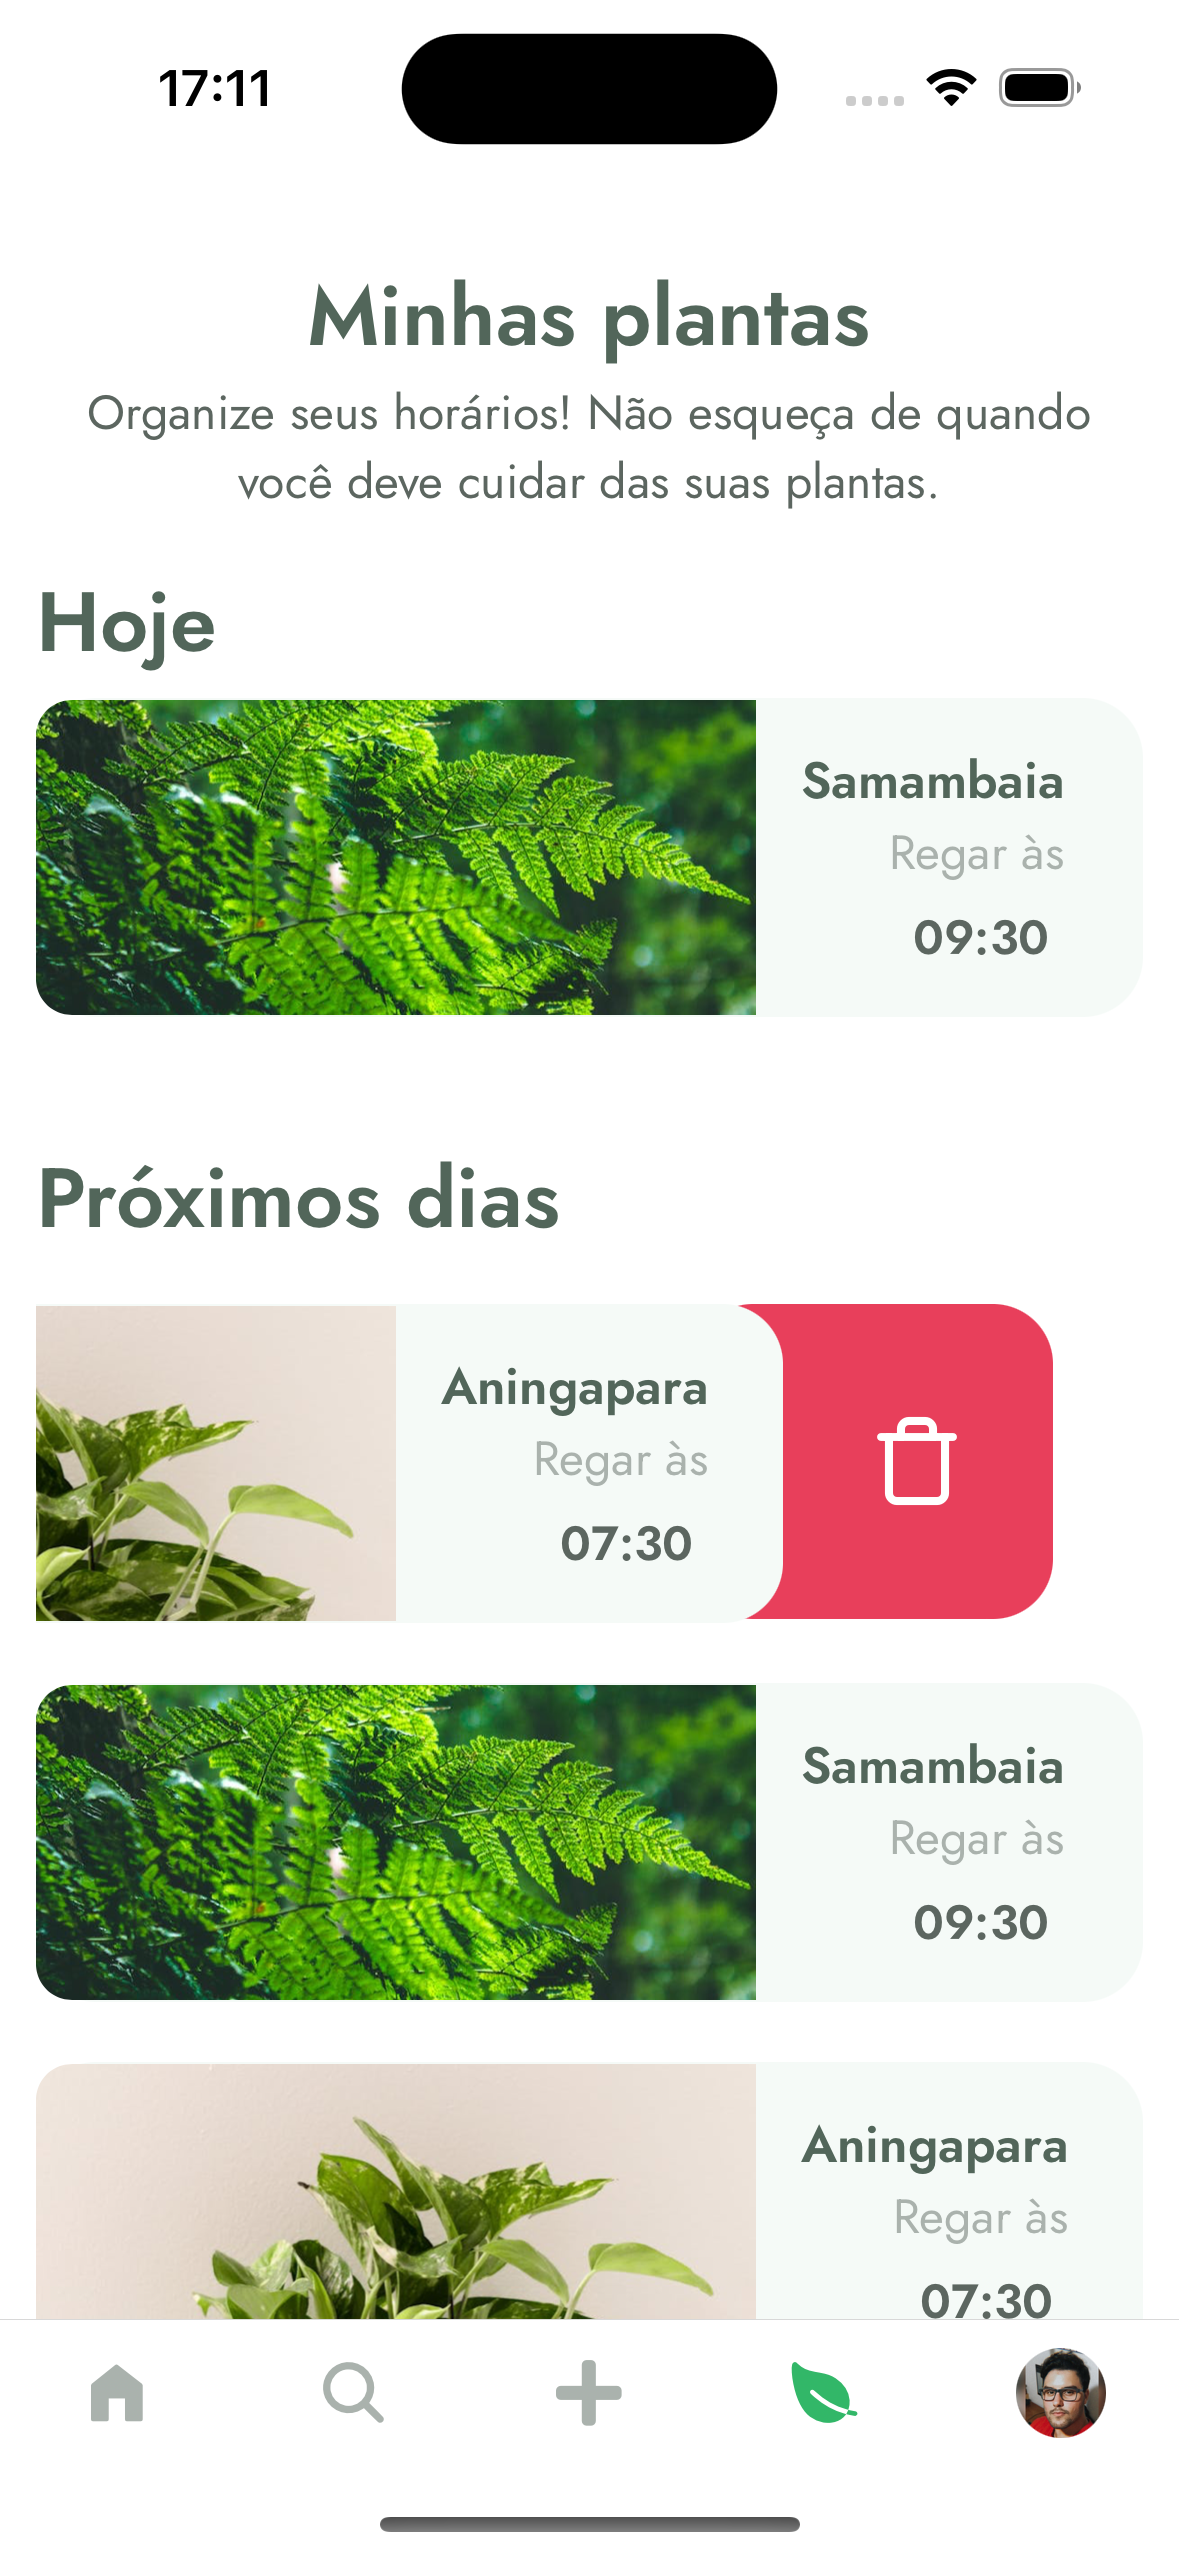 17:11
Minhas plantas
Organize seus horários! Não esqueça de quando
você deve cuidar das suas plantas.
Hoje
Samambaia
Regar às
09:30
Próximos dias
Aningapara
Regar às
07:30
Samambaia
Regar às
09:30
Aningapara
Regar às
07:30